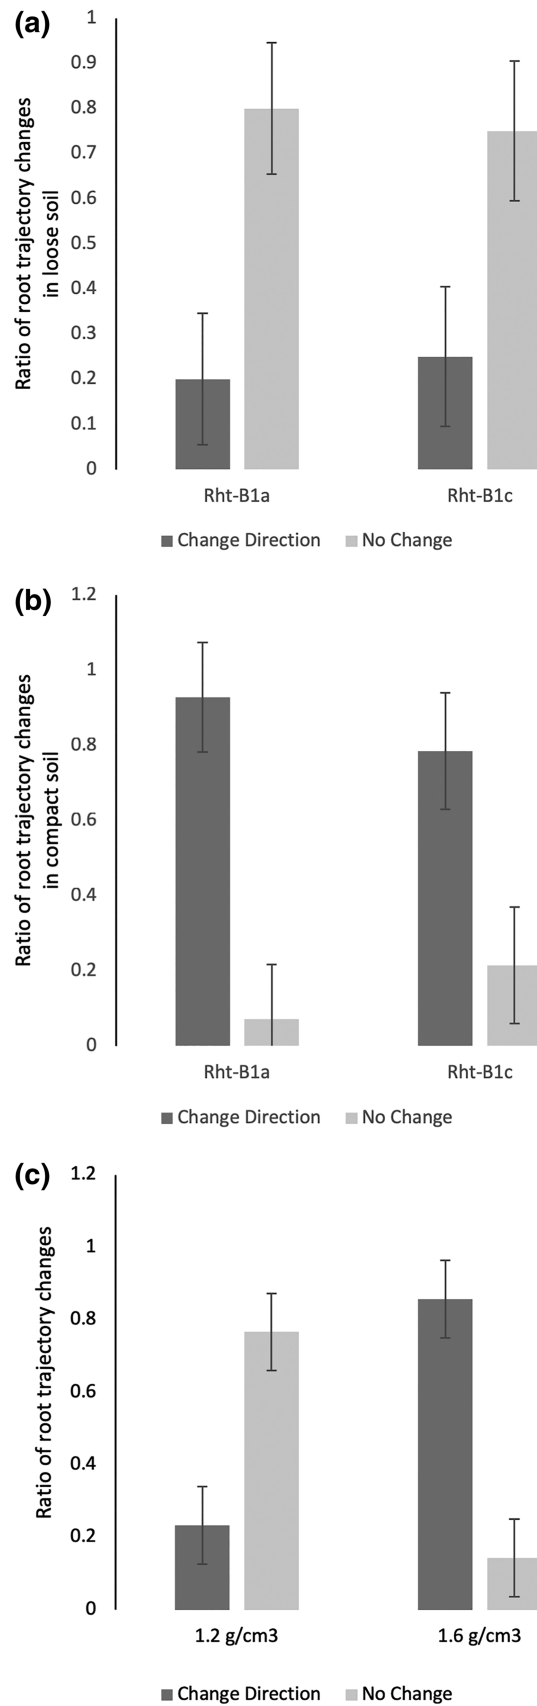 (a)
Ratio of root trajectory changes
in loose soil
1
0.9
0.8
0.7
0.6
0.5
0.4
0.3
0.2
0.1
0
Rht-B1a Rht-B1c
Change Direction No Change
(b)
Ratio of root trajectory changes
in compact soil
1.2
1
0.8
0.6
0.4
0.2
0
Rht-B1a Rht-B1c
Change Direction No Change
(c)
Ratio of root trajectory changes
1.2
1
0.8
0.6
0.4
0.2
0
1.2 g/cm3 1.6 g/cm3
Change Direction No Change